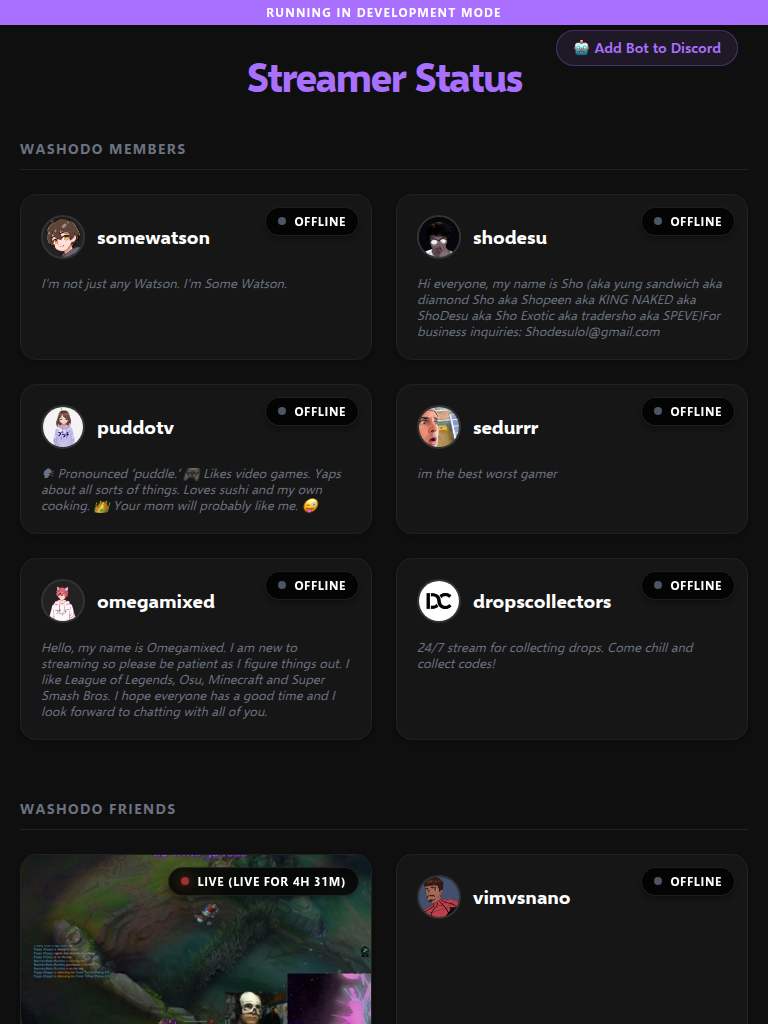 RUNNING IN DEVELOPMENT MODE
🤖 Add Bot to Discord
Streamer Status
WASHODO MEMBERS
OFFLINE
somewatson
I'm not just any Watson. I'm Some Watson.
OFFLINE
shodesu
Hi everyone, my name is Sho (aka yung sandwich aka
diamond Sho aka Shopeen aka KING NAKED aka
ShoDesu aka Sho Exotic aka tradersho aka SPEVE)For
business inquiries: Shodesulol@gmail.com
OFFLINE
puddotv
🗣 Pronounced 'puddle.' 🎮 Likes video games. Yaps
about all sorts of things. Loves sushi and my own
cooking. 👑 Your mom will probably like me. 😜
OFFLINE
sedurrr
im the best worst gamer
OFFLINE
omegamixed
Hello, my name is Omegamixed. I am new to
streaming so please be patient as I figure things out. I
like League of Legends, Osu, Minecraft and Super
Smash Bros. I hope everyone has a good time and I
look forward to chatting with all of you.
OFFLINE
DC
dropscollectors
24/7 stream for collecting drops. Come chill and
collect codes!
WASHODO FRIENDS
LIVE (LIVE FOR 4H 31M)
OFFLINE
vimvsnano